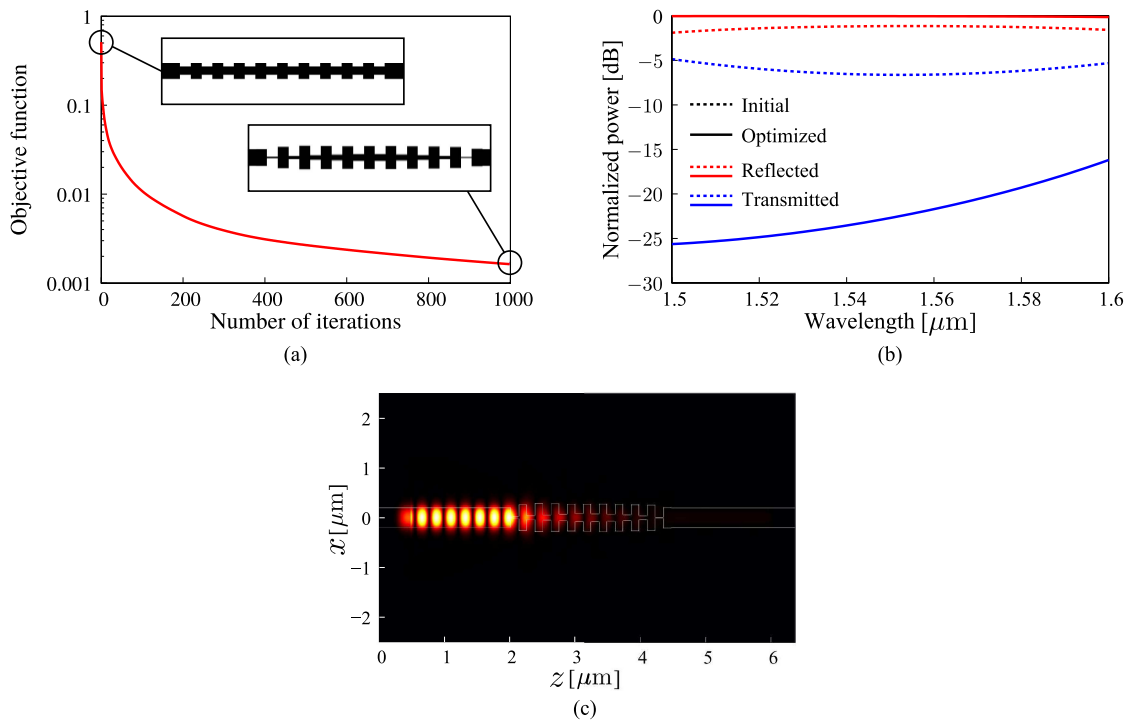 Objective function
1
0.1
0.01
0.001
0
200
400
600
800
1000
Number of iterations
(a)
Normalized power [dB]
0
−5
−10
−15
−20
−25
−30
Initial
Optimized
Reflected
Transmitted
1.5
1.52
1.54
1.56
1.58
1.6
Wavelength [μm]
(b)
x [μm]
2
1
0
−1
−2
0
1
2
3
4
5
6
z [μm]
(c)